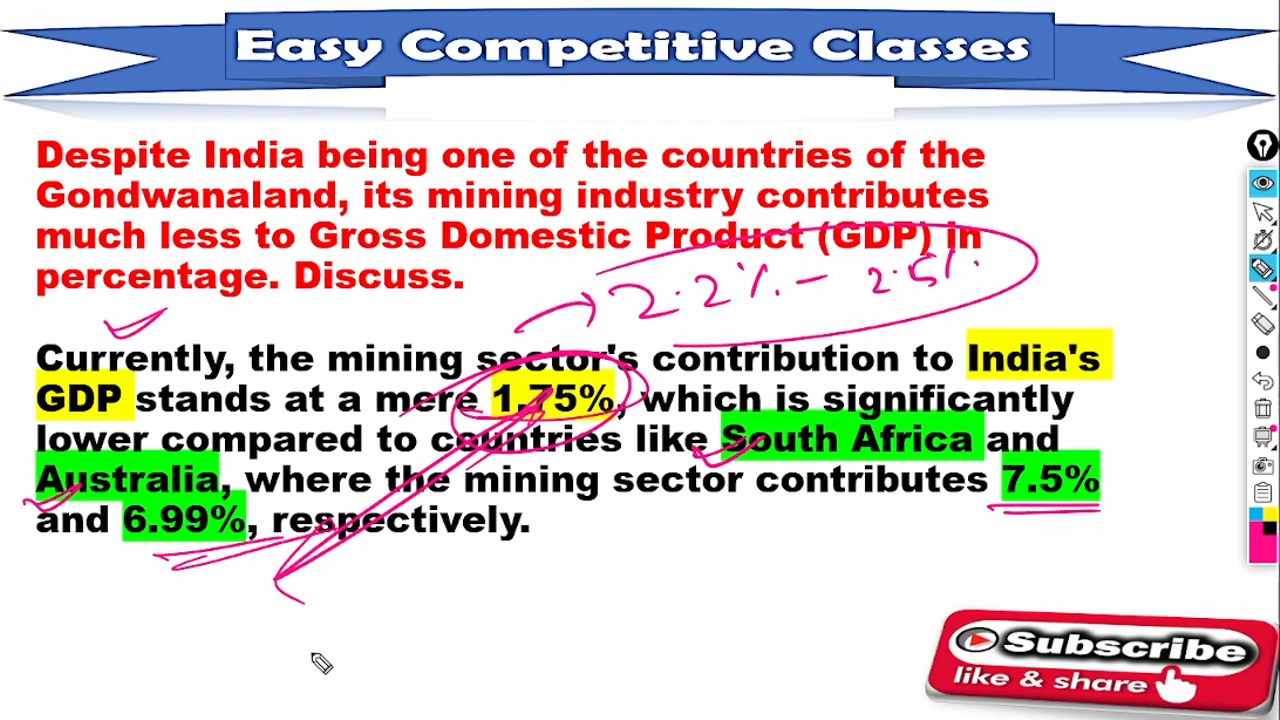 Easy Competitive Classes
Despite India being one of the countries of the
Gondwanaland, its mining industry contributes
much less to Gross Domestic Product (GDP) in
percentage. Discuss.
2.2% - 2.5%.
Currently, the mining sector's contribution to India's
GDP stands at a mere 1.75%, which is significantly
lower compared to countries like South Africa and
Australia, where the mining sector contributes 7.5%
and 6.99%, respectively.
Subscribe
like & share